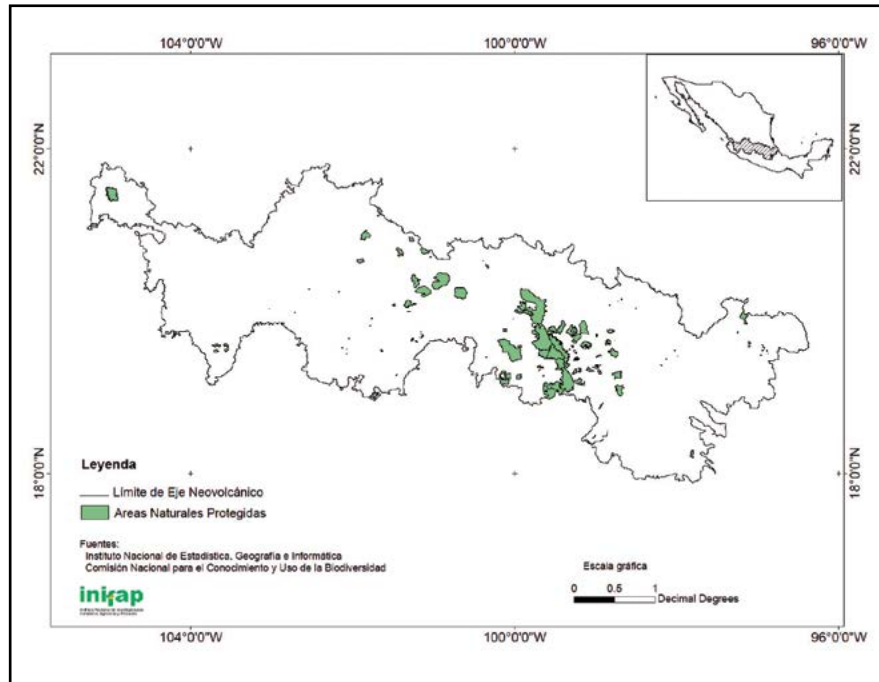 104°0'0"W 100°0'0"W 96°0'0"W
22°0'0"N 22°0'0"N
18°0'0"N 18°0'0"N
Leyenda
Límite de Eje Neovolcánico
Areas Naturales Protegidas
Fuentes:
Instituto Nacional de Estadística, Geografía e Informática
Comisión Nacional para el Conocimiento y Uso de la Biodiversidad
inifap
Escala gráfica
0 0.5 1
Decimal Degrees
104°0'0"W 100°0'0"W 96°0'0"W